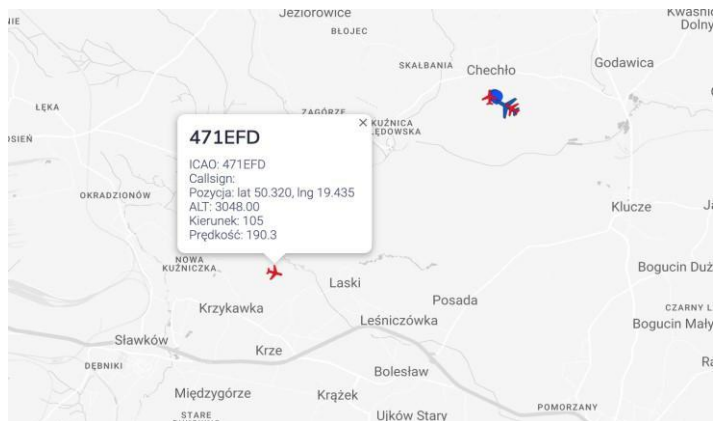 Jeziorowice
BŁOJEC
Dolny
SKAŁBANIA
Chechło
Godawica
ŁĘKA
ZAGÓRZE
KUŹNICA
471EFD
ICAO: 471EFD
Callsign:
Pozycja: lat 50.320, lng 19.435
ALT: 3048.00
Kierunek: 105
Prędkość: 190.3
OKRADZIONÓW
Klucze
NOWA
KUŹNICZKA
Laski
Bogucin Duż
Krzykawka
Posada
CZARNY L
Leśniczówka
Bogucin Mały
Sławków
Krze
DĘBNIKI
Bolesław
Międzygórze
Krążek
POMORZANY
STARE
Ujków Stary